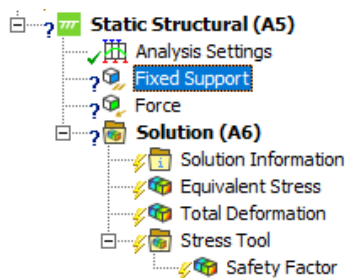 Static Structural (A5)
Analysis Settings
Fixed Support
Force
Solution (A6)
Solution Information
Equivalent Stress
Total Deformation
Stress Tool
Safety Factor